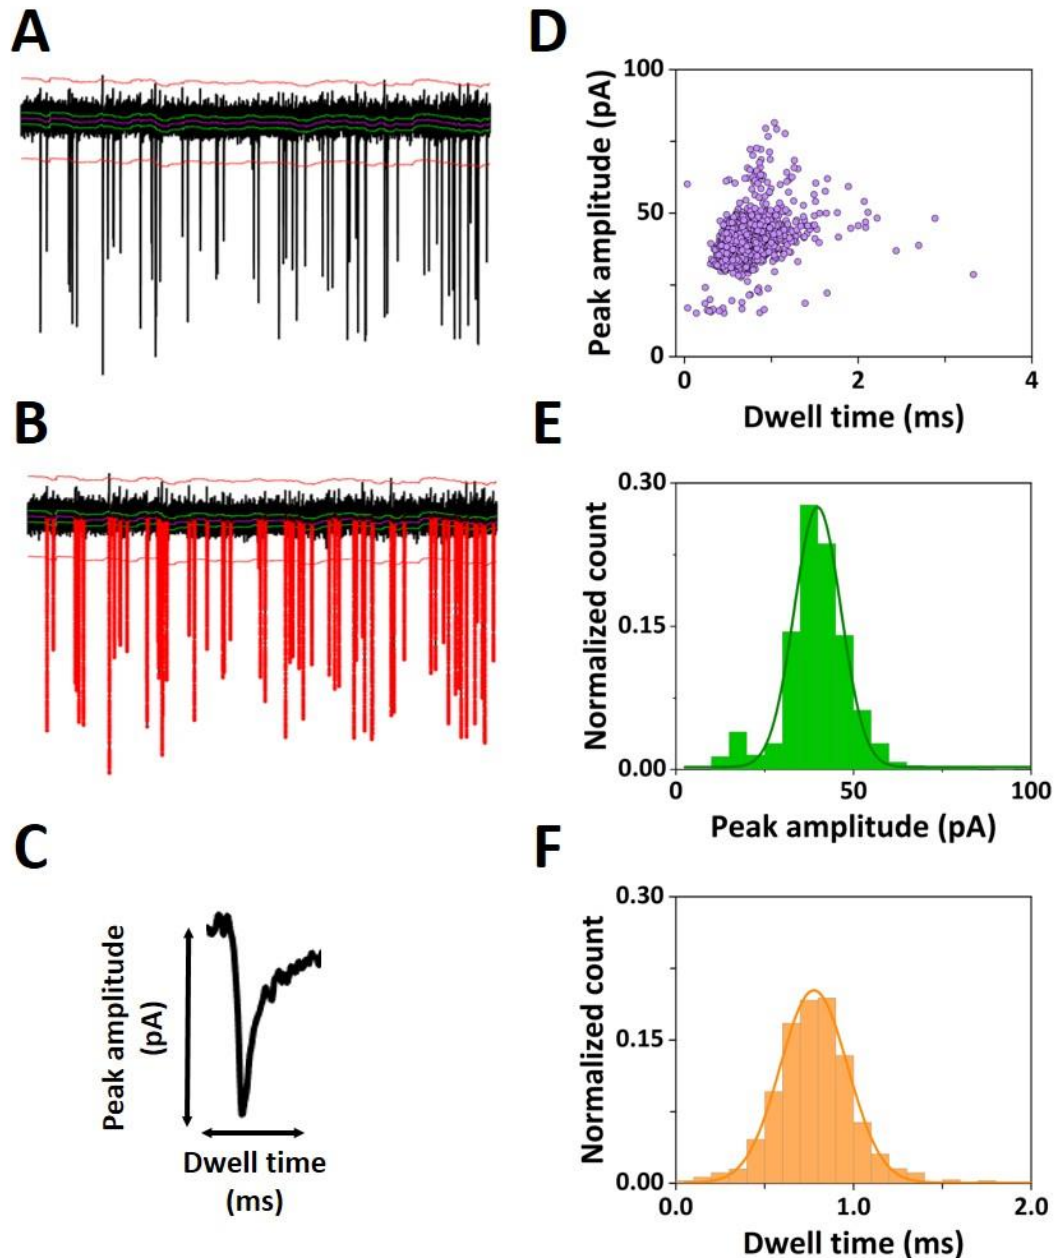 A
B
C
Peak amplitude
(pA)
Dwell time
(ms)
D
Peak amplitude (pA)
100
50
0
0 2 4
Dwell time (ms)
E
Normalized count
0.30
0.15
0.00
0 50 100
Peak amplitude (pA)
F
Normalized count
0.30
0.15
0.00
0.0 1.0 2.0
Dwell time (ms)